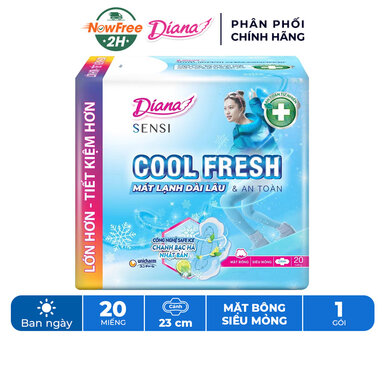 NowFree
2H
Diana
PHÂN PHỐI
CHÍNH HÃNG
LỚN HƠN - TIẾT KIỆM HƠN
Diana
SENSI
COOL FRESH
MÁT LẠNH DÀI LÂU & AN TOÀN
CÔNG NGHỆ SAFE ICE
CHANH BẠC HÀ
NHẬT BẢN
unicharm
MẶT BÔNG
SIÊU MỎNG
20
Ban ngày
20
MIẾNG
Cánh
23 cm
MẶT BÔNG
SIÊU MỎNG
1
GÓI